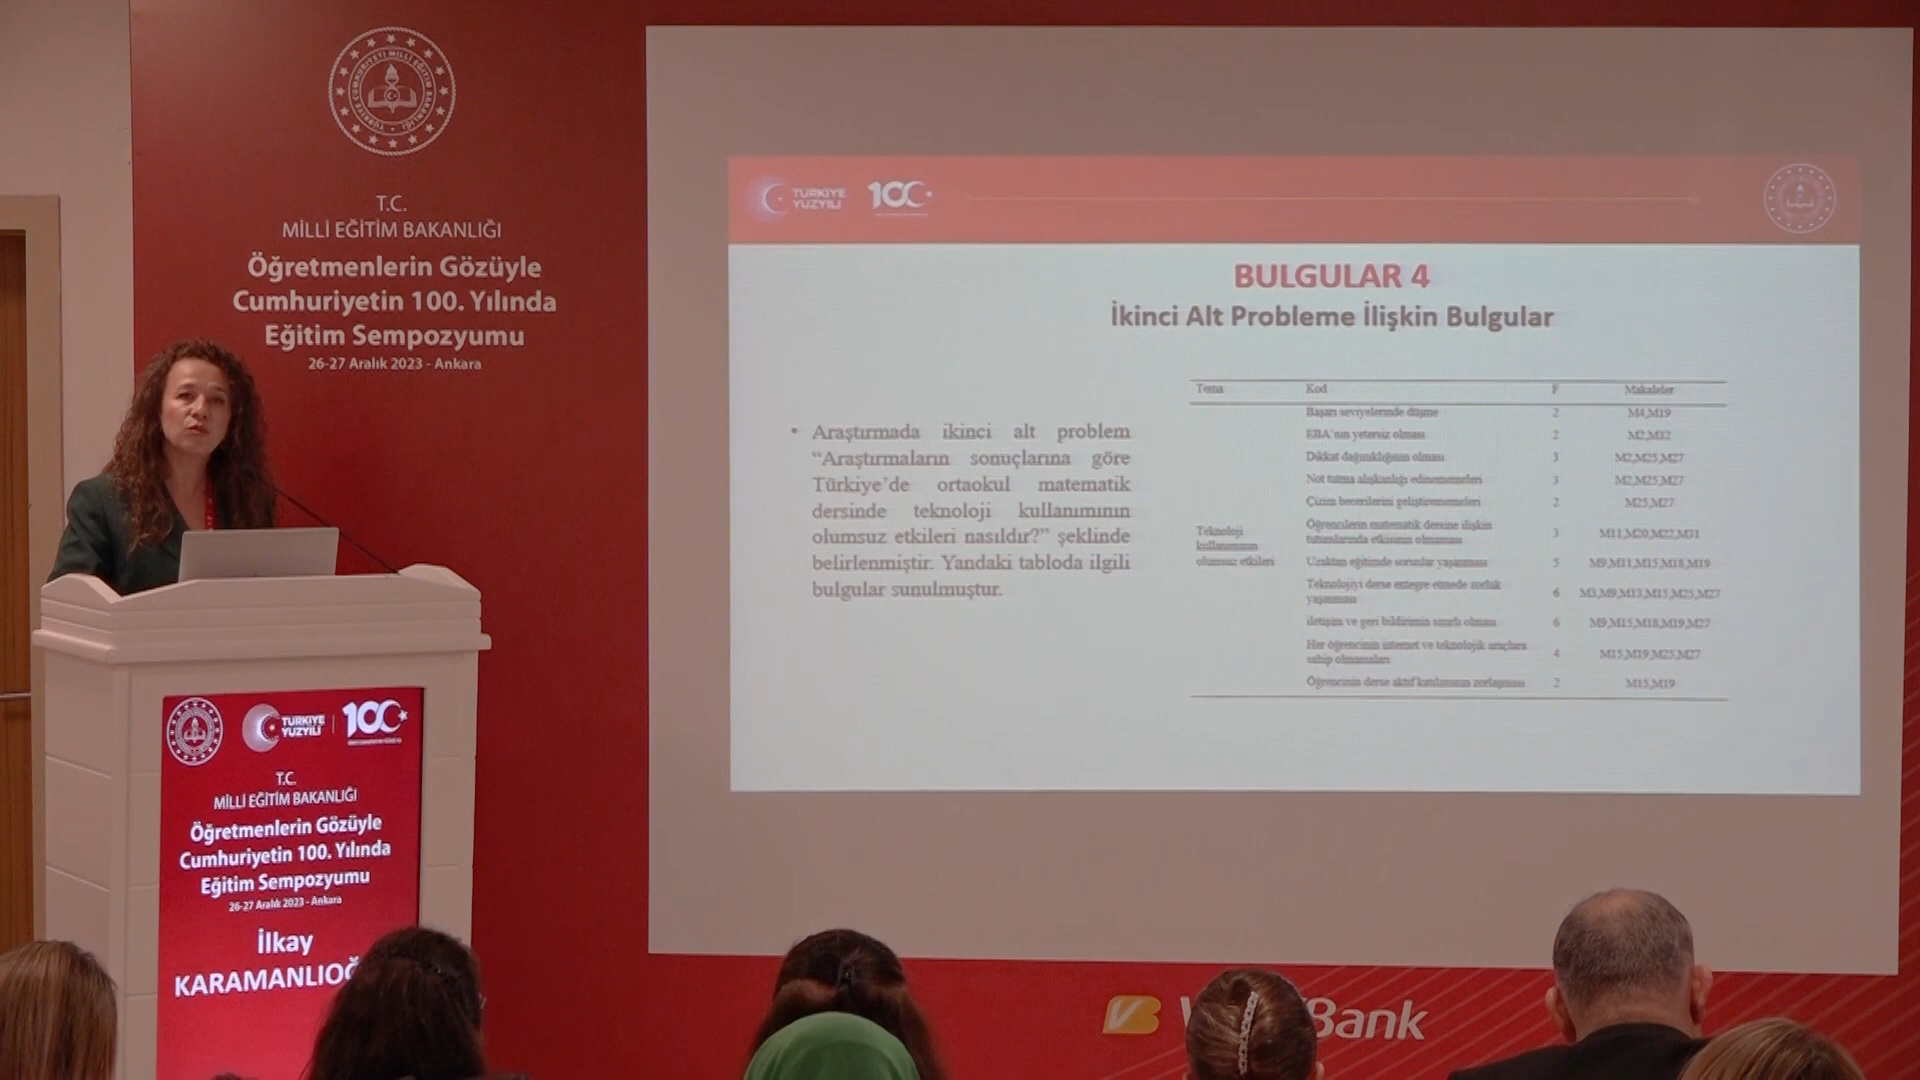 T.C.
MİLLİ EĞİTİM BAKANLIĞI
Öğretmenlerin Gözüyle
Cumhuriyetin 100. Yılında
Eğitim Sempozyumu
26-27 Aralık 2023 - Ankara
TÜRKİYE
YÜZYILI
100
BULGULAR 4
İkinci Alt Probleme İlişkin Bulgular
• Araştırmada ikinci alt problem
“Araştırmaların sonuçlarına göre
Türkiye’de ortaokul matematik
dersinde teknoloji kullanımının
olumsuz etkileri nasıldır?” şeklinde
belirlenmiştir. Yandaki tabloda ilgili
bulgular sunulmuştur.
Tema Kod F Makaleler
Başarı seviyelerinde düşme 2 M4,M19
EBA’nın yetersiz olması 2 M2,M32
Dikkat dağınıklığının olması 3 M2,M25,M27
Not tutma alışkanlığı edinememeleri 3 M2,M25,M27
Çizim becerilerini geliştirememeleri 2 M25,M27
Teknoloji
kullanımının
olumsuz etkileri
Öğrencilerin matematik dersine ilişkin
tutumlarında etkisinin olmaması 3 M11,M20,M22,M31
Uzaktan eğitimde sorunlar yaşanması 5 M9,M11,M15,M18,M19
Teknolojiyi derse entegre etmede zorluk
yaşanması 6 M3,M9,M13,M15,M25,M27
iletişim ve geri bildirimin sınırlı olması 6 M9,M15,M18,M19,M27
Her öğrencinin internet ve teknolojik araçlara
sahip olmamaları 4 M15,M19,M25,M27
Öğrencinin derse aktif katılımının zorlaşması 2 M15,M19
TÜRKİYE
YÜZYILI
100
T.C.
MİLLİ EĞİTİM BAKANLIĞI
Öğretmenlerin Gözüyle
Cumhuriyetin 100. Yılında
Eğitim Sempozyumu
26-27 Aralık 2023 - Ankara
İlkay
KARAMANLIOĞ
Bank